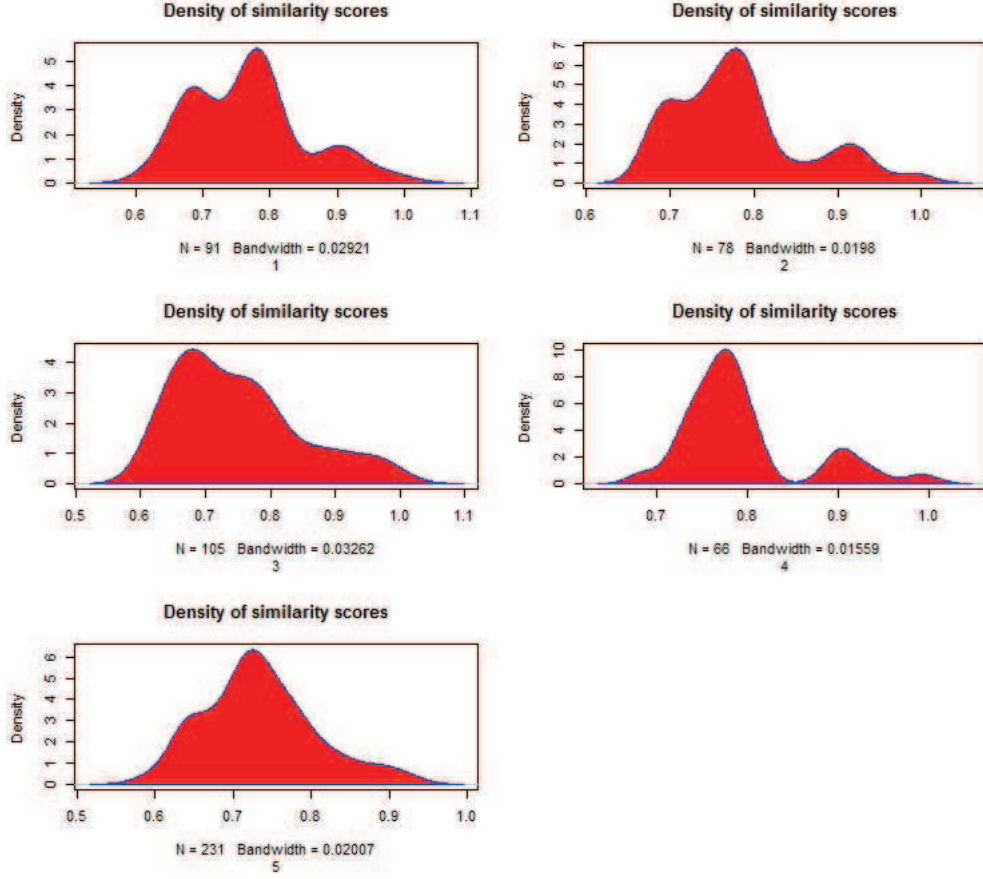 Density of similarity scores
Density
5
4
3
2
1
0
0.6 0.7 0.8 0.9 1.0 1.1
N = 91 Bandwidth = 0.02921
1
Density of similarity scores
Density
7
6
5
4
3
2
1
0
0.6 0.7 0.8 0.9 1.0
N = 78 Bandwidth = 0.0198
2
Density of similarity scores
Density
4
3
2
1
0
0.5 0.6 0.7 0.8 0.9 1.0 1.1
N = 105 Bandwidth = 0.03262
3
Density of similarity scores
Density
10
8
6
4
2
0
0.7 0.8 0.9 1.0
N = 66 Bandwidth = 0.01559
4
Density of similarity scores
Density
6
5
4
3
2
1
0
0.5 0.6 0.7 0.8 0.9 1.0
N = 231 Bandwidth = 0.02007
5